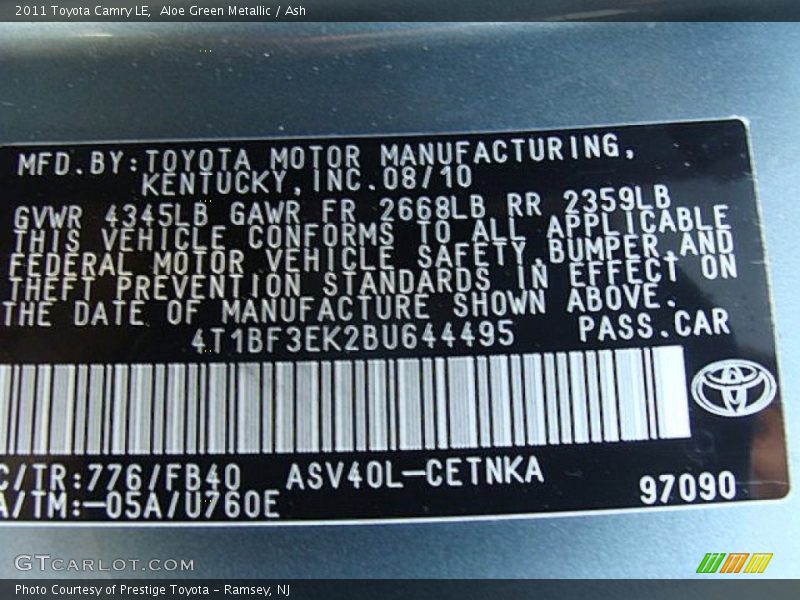 2011 Toyota Camry LE,  Aloe Green Metallic / Ash
MFD.BY:TOYOTA MOTOR MANUFACTURING,
KENTUCKY,INC.08/10
GVWR 4345LB GAWR FR 2668LB RR 2359LB
THIS VEHICLE CONFORMS TO ALL APPLICABLE
FEDERAL MOTOR VEHICLE SAFETY,BUMPER,AND
THEFT PREVENTION STANDARDS IN EFFECT ON
THE DATE OF MANUFACTURE SHOWN ABOVE.
4T1BF3EK2BU644495 PASS.CAR
C/TR:776/FB40 ASV40L-CETNKA
A/TM:-05A/U760E 97090
GTCARLOT.COM
Photo Courtesy of Prestige Toyota - Ramsey, NJ